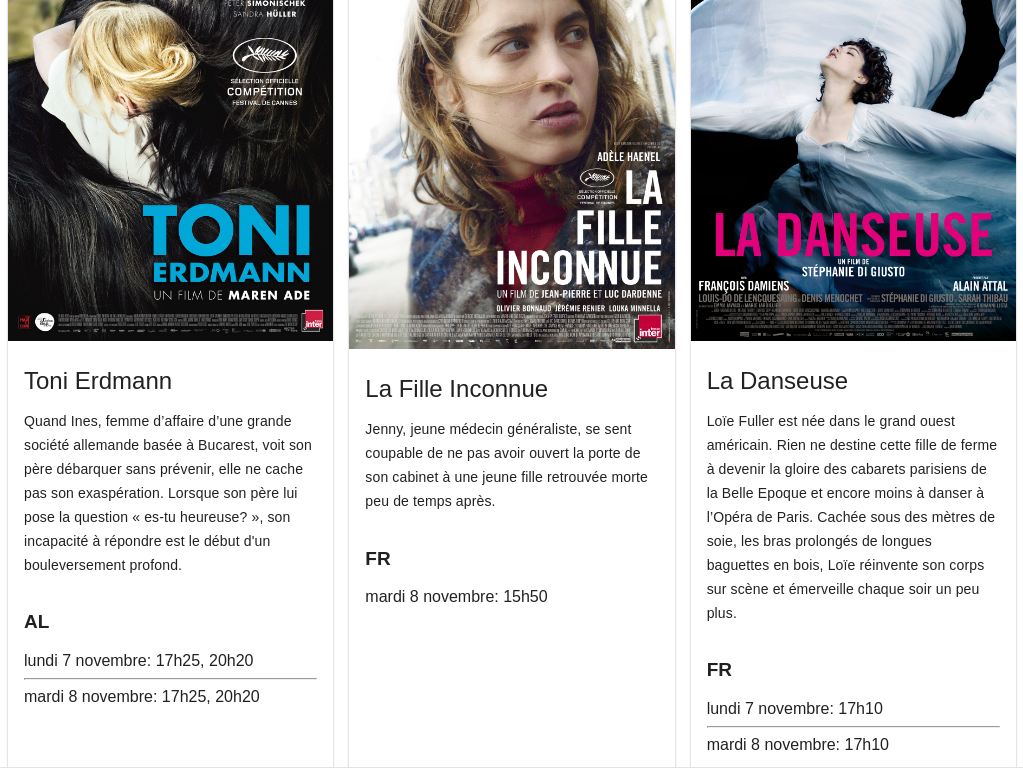 PETER SIMONISCHEK
SANDRA HÜLLER
SÉLECTION OFFICIELLE
COMPÉTITION
FESTIVAL DE CANNES
TONI
ERDMANN
UN FILM DE MAREN ADE
inter
Toni Erdmann
Quand Ines, femme d’affaire d’une grande
société allemande basée à Bucarest, voit son
père débarquer sans prévenir, elle ne cache
pas son exaspération. Lorsque son père lui
pose la question « es-tu heureuse? », son
incapacité à répondre est le début d'un
bouleversement profond.
AL
lundi 7 novembre: 17h25, 20h20
mardi 8 novembre: 17h25, 20h20
ADÈLE HAENEL
SÉLECTION OFFICIELLE
COMPÉTITION
FESTIVAL DE CANNES
LA
FILLE
INCONNUE
UN FILM DE JEAN-PIERRE ET LUC DARDENNE
OLIVIER BONNAUD JÉRÉMIE RENIER LOUKA MINNELLA
inter
La Fille Inconnue
Jenny, jeune médecin généraliste, se sent
coupable de ne pas avoir ouvert la porte de
son cabinet à une jeune fille retrouvée morte
peu de temps après.
FR
mardi 8 novembre: 15h50
LA DANSEUSE
UN FILM DE
STÉPHANIE DI GIUSTO
FRANÇOIS DAMIENS
ALAIN ATTAL
La Danseuse
Loïe Fuller est née dans le grand ouest
américain. Rien ne destine cette fille de ferme
à devenir la gloire des cabarets parisiens de
la Belle Epoque et encore moins à danser à
l’Opéra de Paris. Cachée sous des mètres de
soie, les bras prolongés de longues
baguettes en bois, Loïe réinvente son corps
sur scène et émerveille chaque soir un peu
plus.
FR
lundi 7 novembre: 17h10
mardi 8 novembre: 17h10